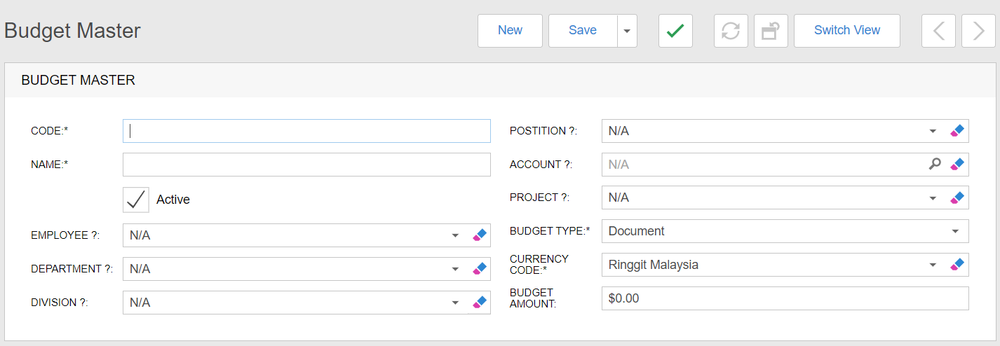 Budget Master
New
Save
Switch View
BUDGET MASTER
CODE:*
NAME:*
Active
EMPLOYEE ?:
N/A
DEPARTMENT ?:
N/A
DIVISION ?:
N/A
POSTITION ?:
N/A
ACCOUNT ?:
N/A
PROJECT ?:
N/A
BUDGET TYPE:*
Document
CURRENCY
CODE:*
Ringgit Malaysia
BUDGET
AMOUNT:
$0.00